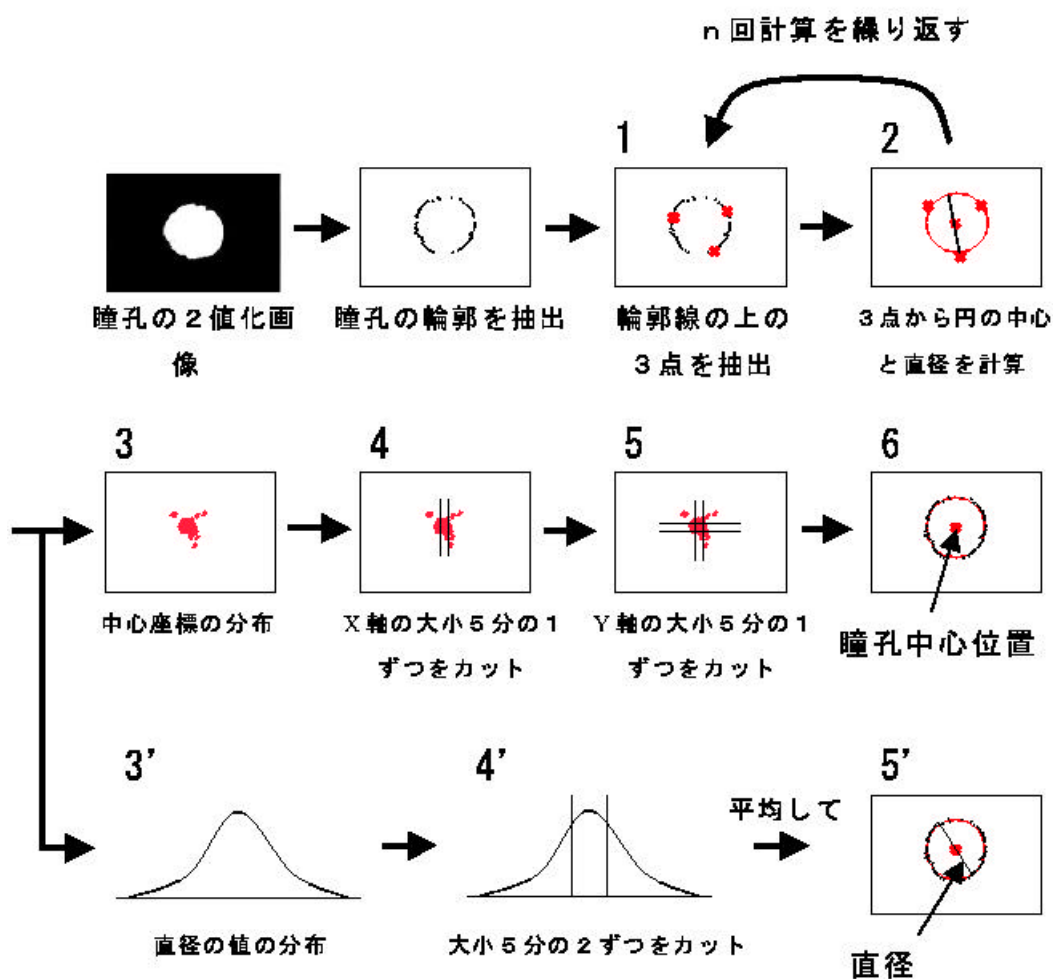 n回計算を繰り返す
1
2
瞳孔の２値化画
像
瞳孔の輪郭を抽出
輪郭線の上の
３点を抽出
３点から円の中心
と直径を計算
3
4
5
6
中心座標の分布
X軸の大小５分の１
ずつをカット
Y軸の大小５分の１
ずつをカット
瞳孔中心位置
3'
4'
平均して
5'
直径の値の分布
大小５分の２ずつをカット
直径